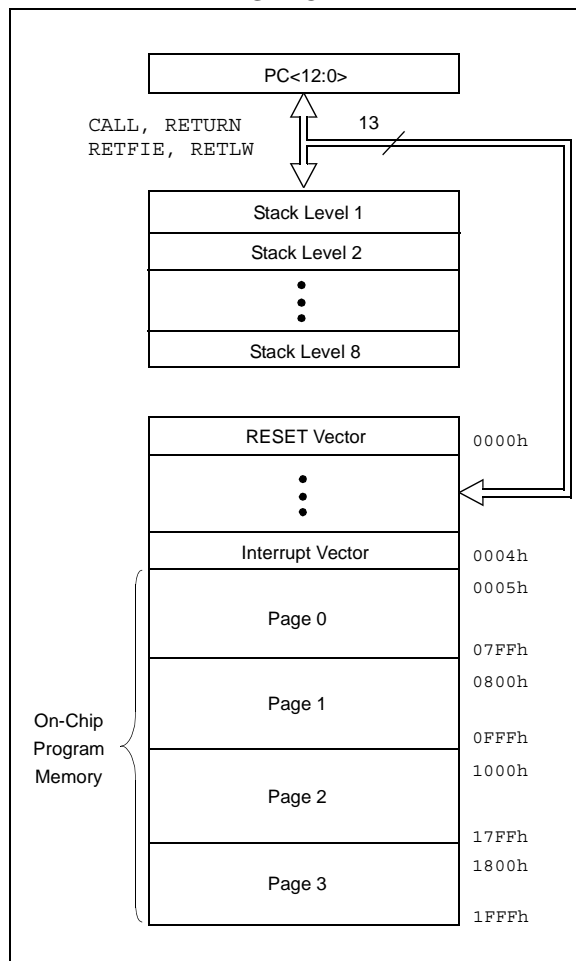 PC<12:0>
CALL, RETURN
RETFIE, RETLW
13
Stack Level 1
Stack Level 2
Stack Level 8
RESET Vector
0000h
Interrupt Vector
0004h
0005h
Page 0
07FFh
0800h
Page 1
0FFFh
1000h
Page 2
17FFh
1800h
Page 3
1FFFh
On-Chip
Program
Memory